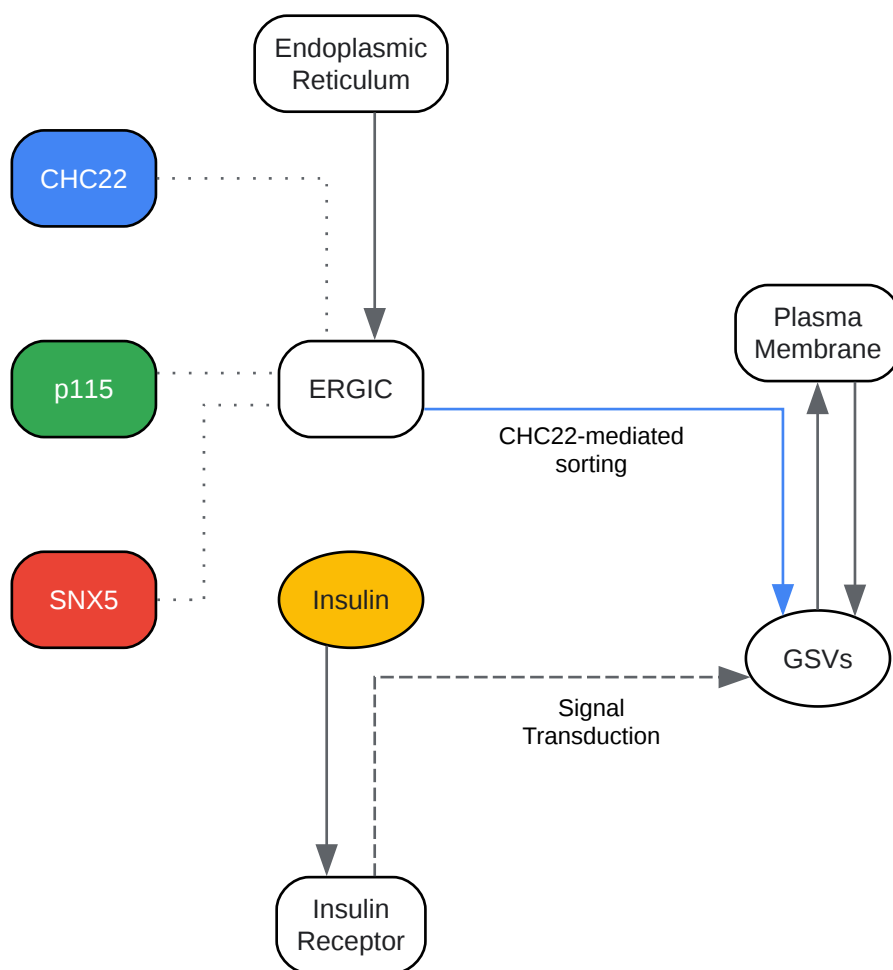 Endoplasmic
Reticulum
CHC22
Plasma
Membrane
p115
ERGIC
CHC22-mediated
sorting
SNX5
Insulin
GSVs
Signal
Transduction
Insulin
Receptor